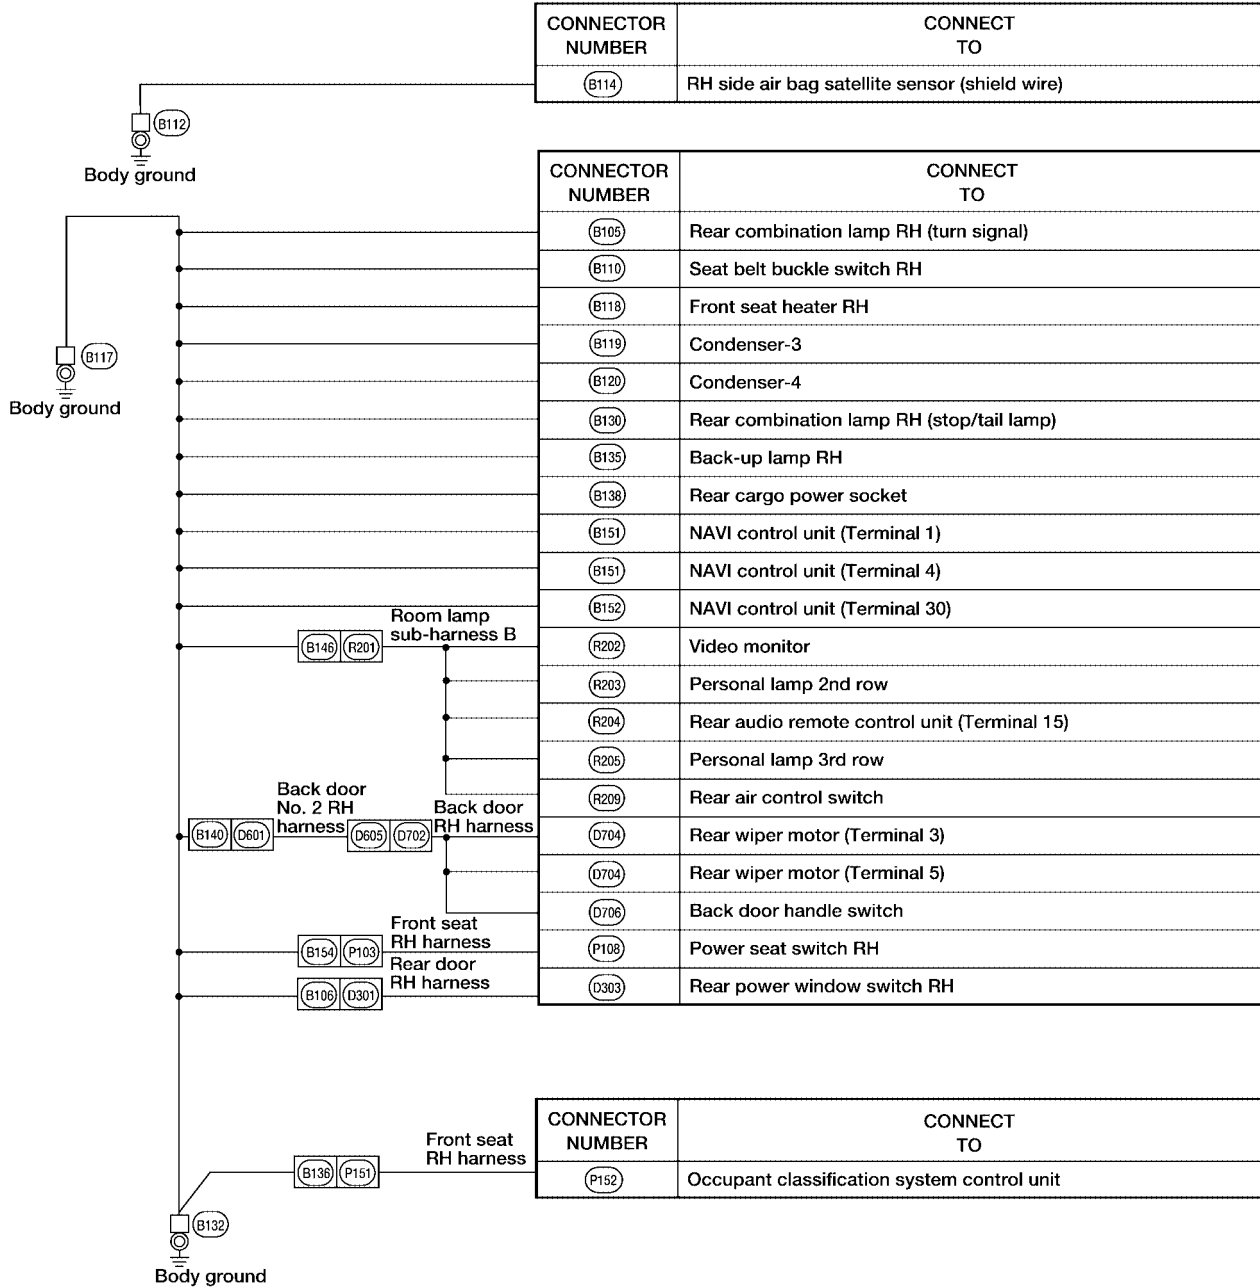 CONNECTOR
NUMBER
CONNECT
TO
B114
RH side air bag satellite sensor (shield wire)
B112
Body ground
CONNECTOR
NUMBER
CONNECT
TO
B105
Rear combination lamp RH (turn signal)
B110
Seat belt buckle switch RH
B118
Front seat heater RH
B119
Condenser-3
B117
Body ground
B120
Condenser-4
B130
Rear combination lamp RH (stop/tail lamp)
B135
Back-up lamp RH
B138
Rear cargo power socket
B151
NAVI control unit (Terminal 1)
B151
NAVI control unit (Terminal 4)
B152
NAVI control unit (Terminal 30)
Room lamp
sub-harness B
B146
R201
R202
Video monitor
R203
Personal lamp 2nd row
R204
Rear audio remote control unit (Terminal 15)
R205
Personal lamp 3rd row
R209
Rear air control switch
Back door
No. 2 RH
harness
Back door
RH harness
B140
D601
D605
D702
D704
Rear wiper motor (Terminal 3)
D704
Rear wiper motor (Terminal 5)
D706
Back door handle switch
Front seat
RH harness
B154
P103
P108
Power seat switch RH
Rear door
RH harness
B106
D301
D303
Rear power window switch RH
CONNECTOR
NUMBER
CONNECT
TO
Front seat
RH harness
B136
P151
P152
Occupant classification system control unit
B132
Body ground